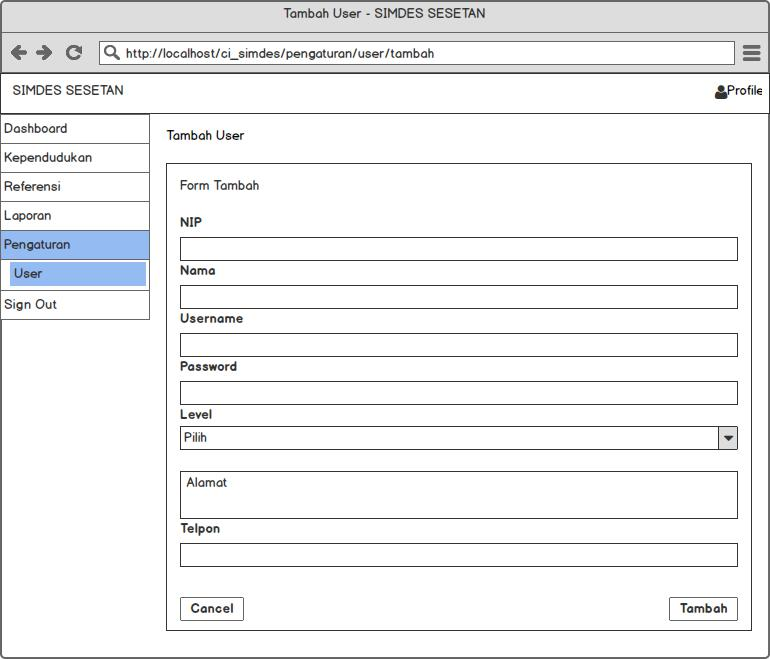 Tambah User - SIMDES SESETAN
http://localhost/ci_simdes/pengaturan/user/tambah
SIMDES SESETAN
Profile
Dashboard
Kependudukan
Referensi
Laporan
Pengaturan
User
Sign Out
Tambah User
Form Tambah
NIP
Nama
Username
Password
Level
Pilih
Alamat
Telpon
Cancel
Tambah